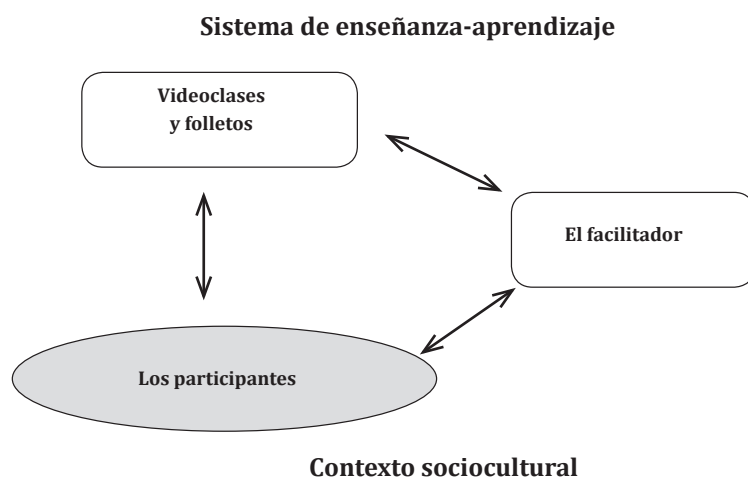 Sistema de enseñanza-aprendizaje
Videoclases
y folletos
El facilitador
Los participantes
Contexto sociocultural